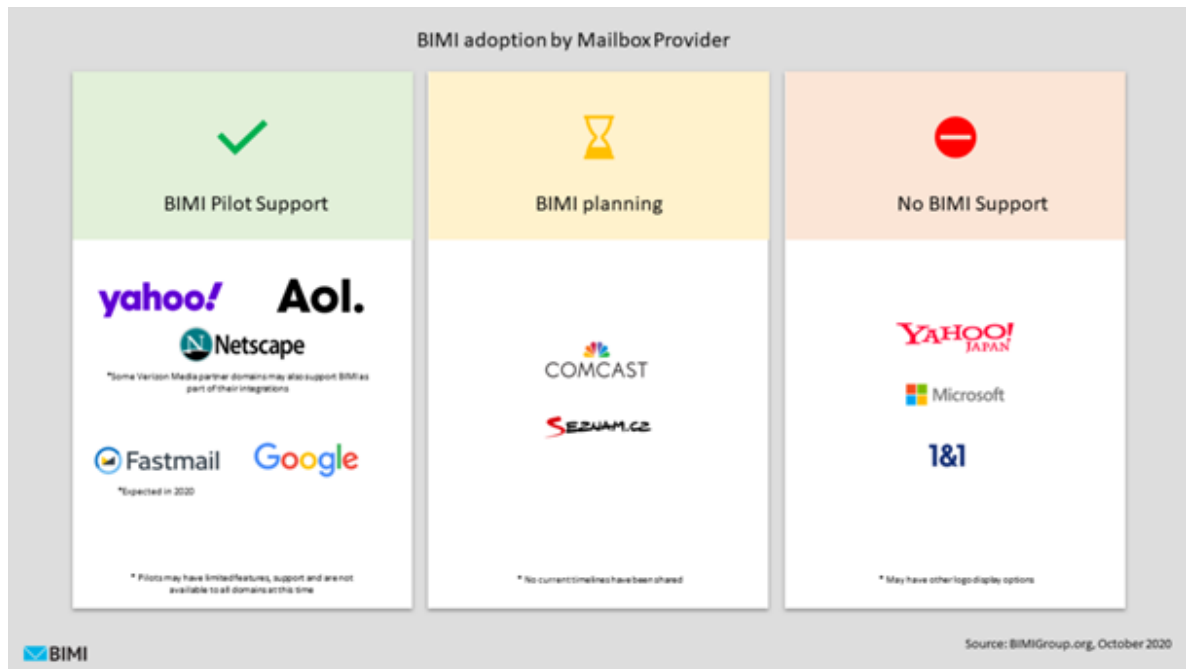 BIMI adoption by Mailbox Provider
BIMI Pilot Support
yahoo!
Aol.
Netscape
*Some Verizon Media partner domains may also support BIMI as
part of their integrations
Fastmail
Google
*Expected in 2020
* Pilots may have limited features, support and are not
available to all domains at this time
BIMI planning
COMCAST
SEZNAM.CZ
* No current timelines have been shared
No BIMI Support
YAHOO!
JAPAN
Microsoft
1&1
* May have other logo display options
BIMI
Source: BIMIGroup.org, October 2020